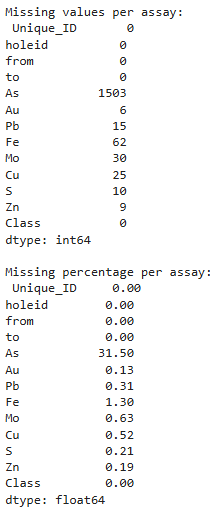 Missing values per assay:
Unique_ID 0
holeid 0
from 0
to 0
As 1503
Au 6
Pb 15
Fe 62
Mo 30
Cu 25
S 10
Zn 9
Class 0
dtype: int64
Missing percentage per assay:
Unique_ID 0.00
holeid 0.00
from 0.00
to 0.00
As 31.50
Au 0.13
Pb 0.31
Fe 1.30
Mo 0.63
Cu 0.52
S 0.21
Zn 0.19
Class 0.00
dtype: float64